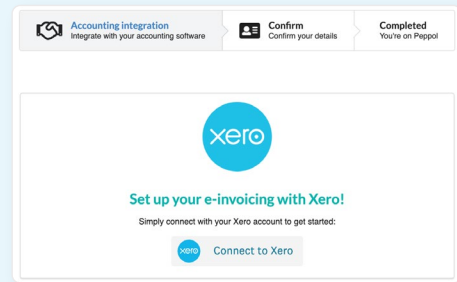 Accounting integration
Integrate with your accounting software
Confirm
Confirm your details
Completed
You're on Peppol
xero
Set up your e-invoicing with Xero!
Simply connect with your Xero account to get started:
xero Connect to Xero